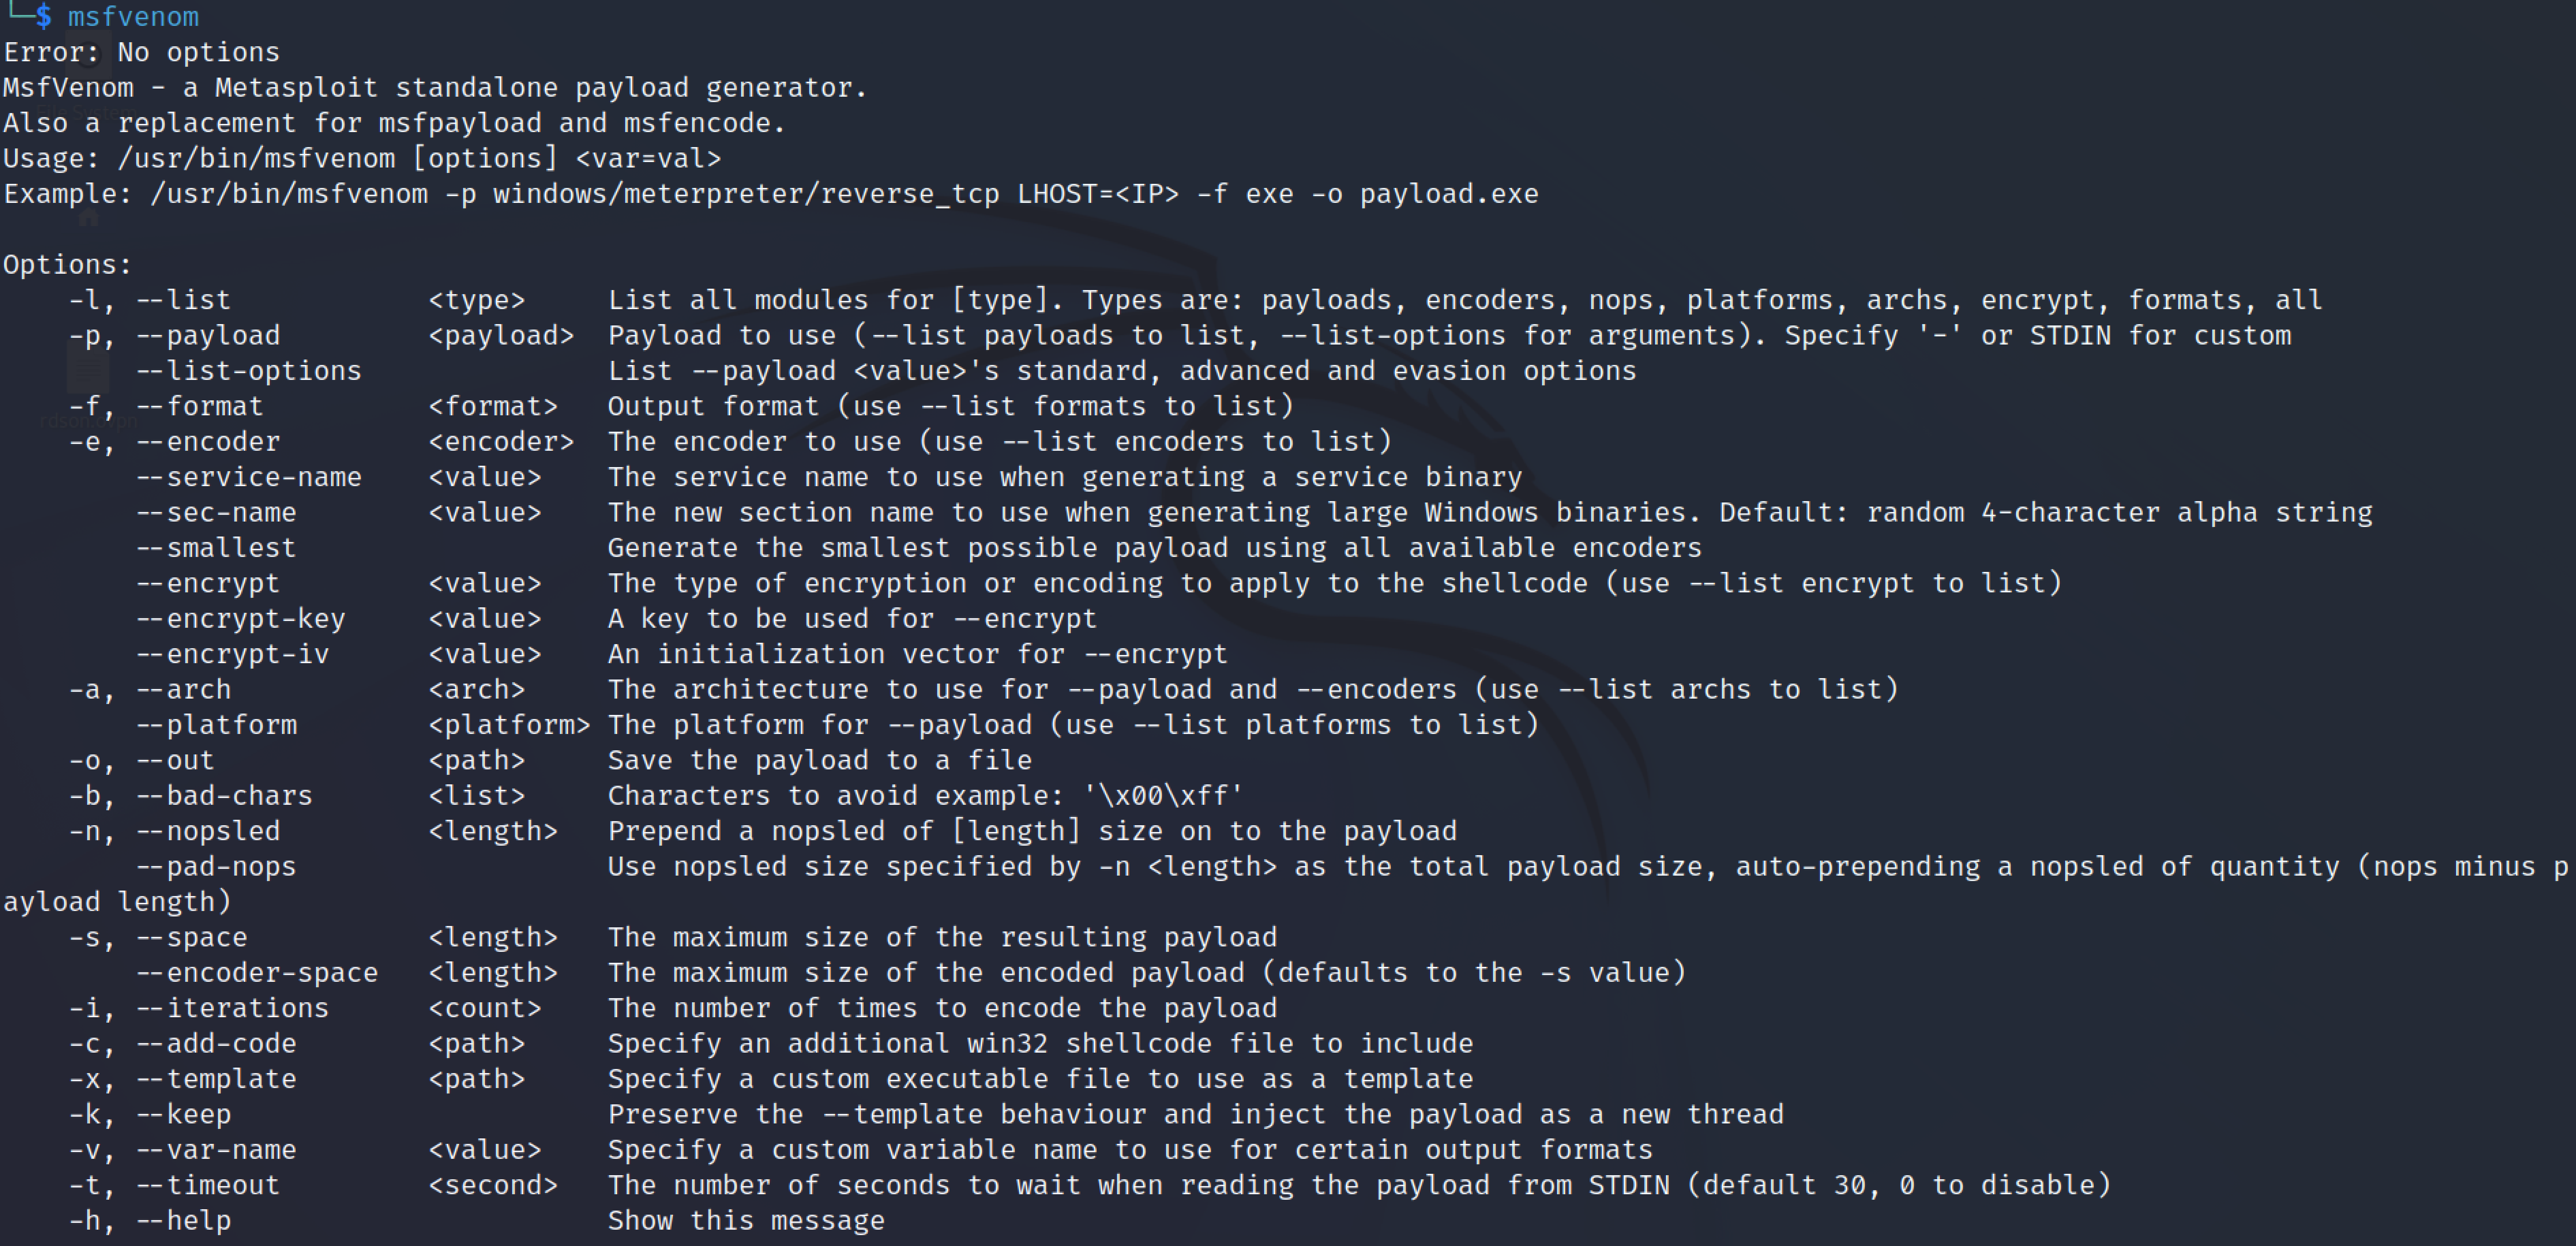 └─$ msfvenom
Error: No options
MsfVenom - a Metasploit standalone payload generator.
Also a replacement for msfpayload and msfencode.
Usage: /usr/bin/msfvenom [options] <var=val>
Example: /usr/bin/msfvenom -p windows/meterpreter/reverse_tcp LHOST=<IP> -f exe -o payload.exe

Options:
    -l, --list            <type>     List all modules for [type]. Types are: payloads, encoders, nops, platforms, archs, encrypt, formats, all
    -p, --payload         <payload>  Payload to use (--list payloads to list, --list-options for arguments). Specify '-' or STDIN for custom
        --list-options               List --payload <value>'s standard, advanced and evasion options
    -f, --format          <format>   Output format (use --list formats to list)
    -e, --encoder         <encoder>  The encoder to use (use --list encoders to list)
        --service-name    <value>    The service name to use when generating a service binary
        --sec-name        <value>    The new section name to use when generating large Windows binaries. Default: random 4-character alpha string
        --smallest                   Generate the smallest possible payload using all available encoders
        --encrypt         <value>    The type of encryption or encoding to apply to the shellcode (use --list encrypt to list)
        --encrypt-key     <value>    A key to be used for --encrypt
        --encrypt-iv      <value>    An initialization vector for --encrypt
    -a, --arch            <arch>     The architecture to use for --payload and --encoders (use --list archs to list)
        --platform        <platform> The platform for --payload (use --list platforms to list)
    -o, --out             <path>     Save the payload to a file
    -b, --bad-chars       <list>     Characters to avoid example: '\x00\xff'
    -n, --nopsled         <length>   Prepend a nopsled of [length] size on to the payload
        --pad-nops                   Use nopsled size specified by -n <length> as the total payload size, auto-prepending a nopsled of quantity (nops minus p
ayload length)
    -s, --space           <length>   The maximum size of the resulting payload
        --encoder-space   <length>   The maximum size of the encoded payload (defaults to the -s value)
    -i, --iterations      <count>    The number of times to encode the payload
    -c, --add-code        <path>     Specify an additional win32 shellcode file to include
    -x, --template        <path>     Specify a custom executable file to use as a template
    -k, --keep                       Preserve the --template behaviour and inject the payload as a new thread
    -v, --var-name        <value>    Specify a custom variable name to use for certain output formats
    -t, --timeout         <second>   The number of seconds to wait when reading the payload from STDIN (default 30, 0 to disable)
    -h, --help                       Show this message